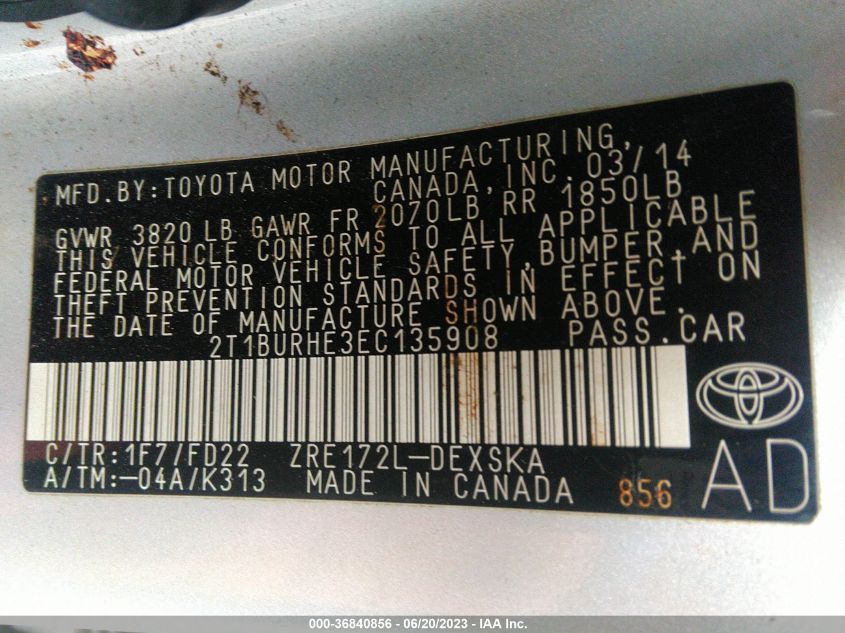 MFD.BY:TOYOTA MOTOR MANUFACTURING,
CANADA, INC. 03/14
GVWR 3820 LB GAWR FR 2070LB RR 1850LB
THIS VEHICLE CONFORMS TO ALL APPLICABLE
FEDERAL MOTOR VEHICLE SAFETY,BUMPER,AND
THEFT PREVENTION STANDARDS IN EFFECT ON
THE DATE OF MANUFACTURE SHOWN ABOVE.
2T1BURHE3EC135908 PASS.CAR
C/TR:1F7/FD22 ZRE172L-DEXSKA
A/TM:-04A/K313 MADE IN CANADA 856
AD
000-36840856 - 06/20/2023 - IAA Inc.